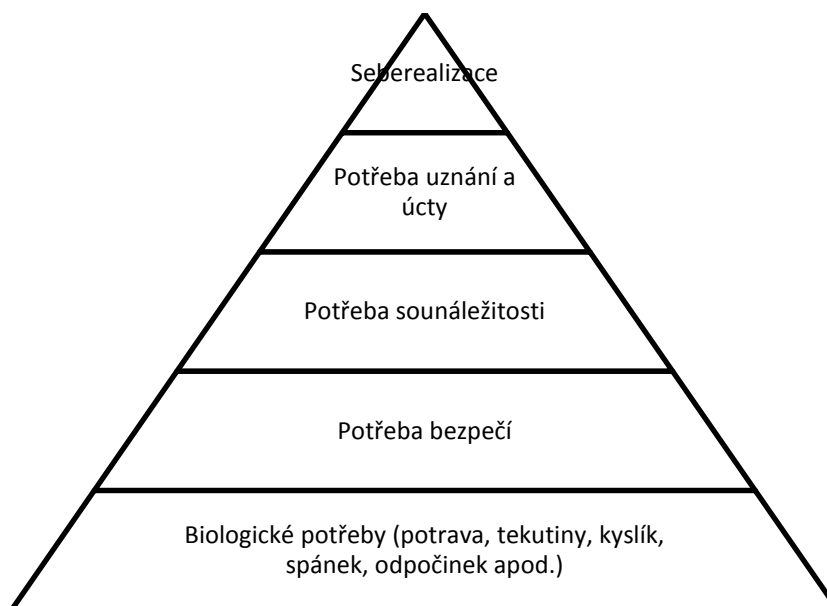 Seberealizace
Potřeba uznání a
úcty
Potřeba sounáležitosti
Potřeba bezpečí
Biologické potřeby (potrava, tekutiny, kyslík,
spánek, odpočinek apod.)